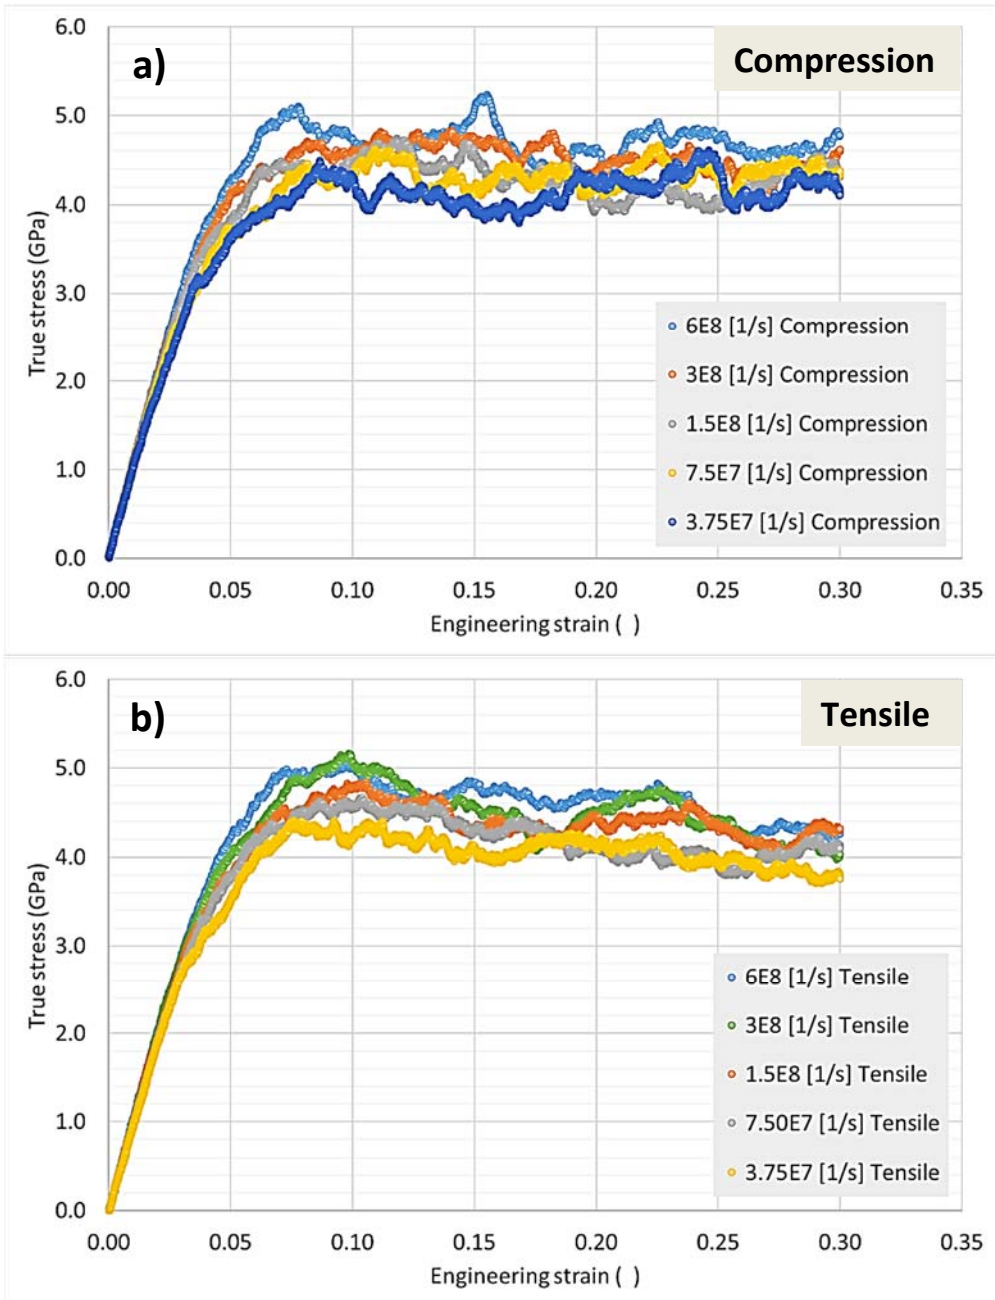 a)
Compression
6.0
5.0
4.0
3.0
2.0
1.0
0.0
True stress (GPa)
6E8 [1/s] Compression
3E8 [1/s] Compression
1.5E8 [1/s] Compression
7.5E7 [1/s] Compression
3.75E7 [1/s] Compression
0.00 0.05 0.10 0.15 0.20 0.25 0.30 0.35
Engineering strain ( )
b)
Tensile
6.0
5.0
4.0
3.0
2.0
1.0
0.0
True stress (GPa)
6E8 [1/s] Tensile
3E8 [1/s] Tensile
1.5E8 [1/s] Tensile
7.50E7 [1/s] Tensile
3.75E7 [1/s] Tensile
0.00 0.05 0.10 0.15 0.20 0.25 0.30 0.35
Engineering strain ( )